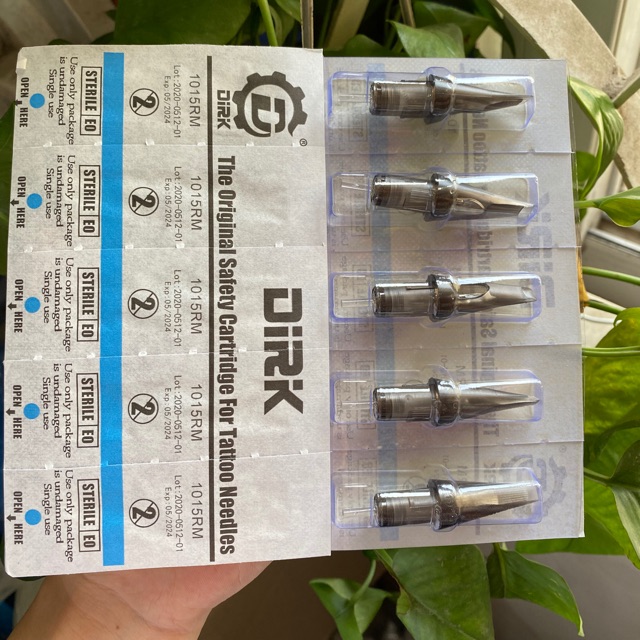 DiRK
®
DiRK
The Original Safety Cartridge For Tattoo Needles
1015RM
Lot:2020-0512-01
Exp.05/2024
2
STERILE EO
Use only package
is undamaged
Single use
OPEN HERE
1015RM
Lot:2020-0512-01
Exp.05/2024
2
STERILE EO
Use only package
is undamaged
Single use
OPEN HERE
1015RM
Lot:2020-0512-01
Exp.05/2024
2
STERILE EO
Use only package
is undamaged
Single use
OPEN HERE
1015RM
Lot:2020-0512-01
Exp.05/2024
2
STERILE EO
Use only package
is undamaged
Single use
OPEN HERE
1015RM
Lot:2020-0512-01
Exp.05/2024
2
STERILE EO
Use only package
is undamaged
Single use
OPEN HERE